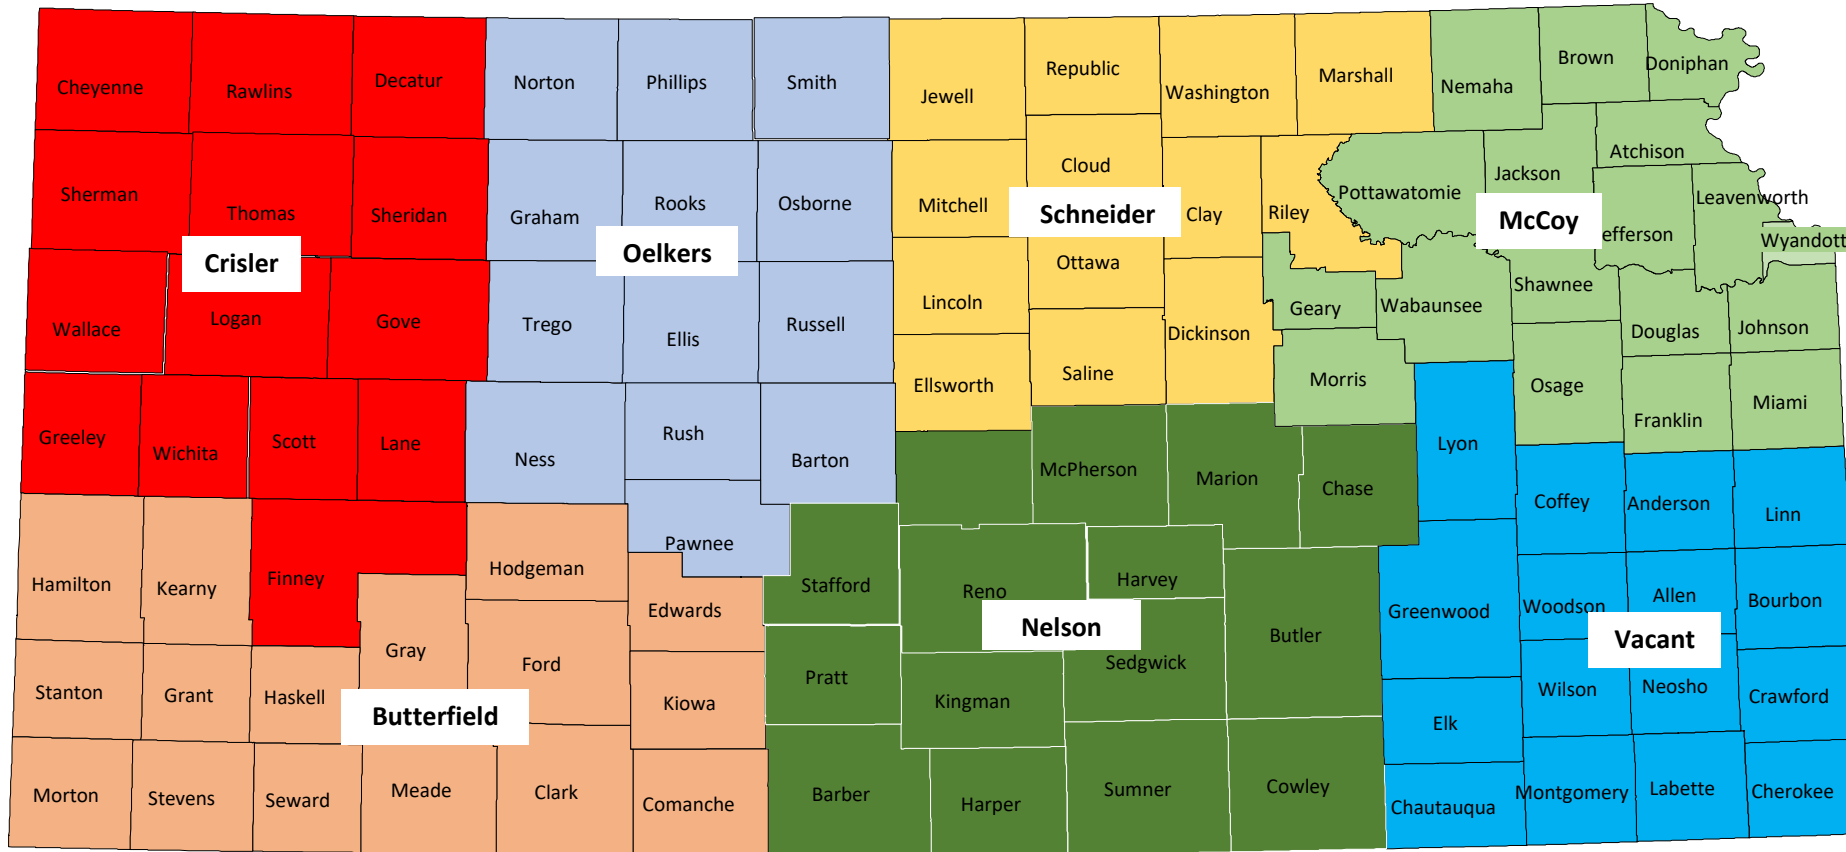 Cheyenne
Rawlins
Decatur
Norton
Phillips
Smith
Jewell
Republic
Washington
Marshall
Nemaha
Brown
Doniphan
Sherman
Thomas
Sheridan
Graham
Rooks
Osborne
Mitchell
Cloud
Clay
Riley
Pottawatomie
Jackson
Atchison
Leavenworth
Crisler
Oelkers
Schneider
McCoy
efferson
Wyandott
Wallace
Logan
Gove
Trego
Ellis
Russell
Lincoln
Ottawa
Dickinson
Geary
Wabaunsee
Shawnee
Douglas
Johnson
Greeley
Wichita
Scott
Lane
Ness
Rush
Barton
Ellsworth
Saline
Morris
Osage
Franklin
Miami
McPherson
Marion
Chase
Lyon
Coffey
Anderson
Linn
Hamilton
Kearny
Finney
Hodgeman
Pawnee
Edwards
Stafford
Reno
Harvey
Butler
Greenwood
Woodson
Allen
Bourbon
Nelson
Vacant
Stanton
Grant
Haskell
Gray
Ford
Kiowa
Pratt
Kingman
Sedgwick
Elk
Wilson
Neosho
Crawford
Butterfield
Morton
Stevens
Seward
Meade
Clark
Comanche
Barber
Harper
Sumner
Cowley
Chautauqua
Montgomery
Labette
Cherokee